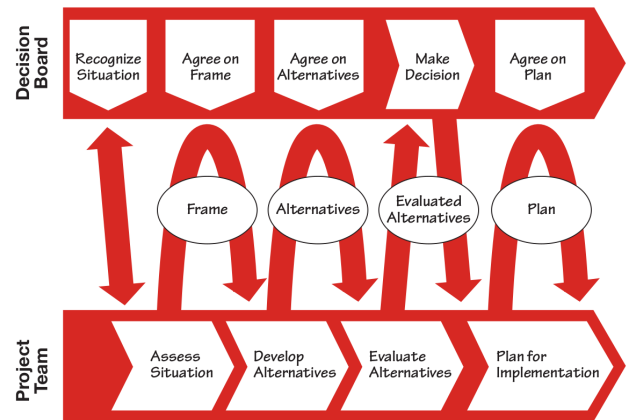 Decision
Board
Recognize
Situation
Agree on
Frame
Agree on
Alternatives
Make
Decision
Agree on
Plan
Frame
Alternatives
Evaluated
Alternatives
Plan
Project
Team
Assess
Situation
Develop
Alternatives
Evaluate
Alternatives
Plan for
Implementation